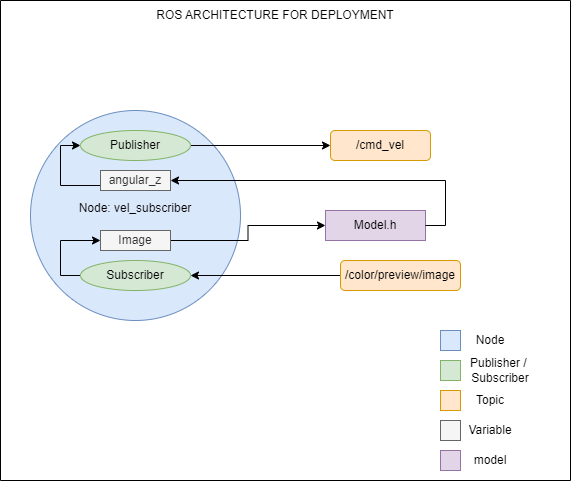 ROS ARCHITECTURE FOR DEPLOYMENT
Publisher
/cmd_vel
angular_z
Node: vel_subscriber
Image
Model.h
Subscriber
/color/preview/image
Node
Publisher /
Subscriber
Topic
Variable
model